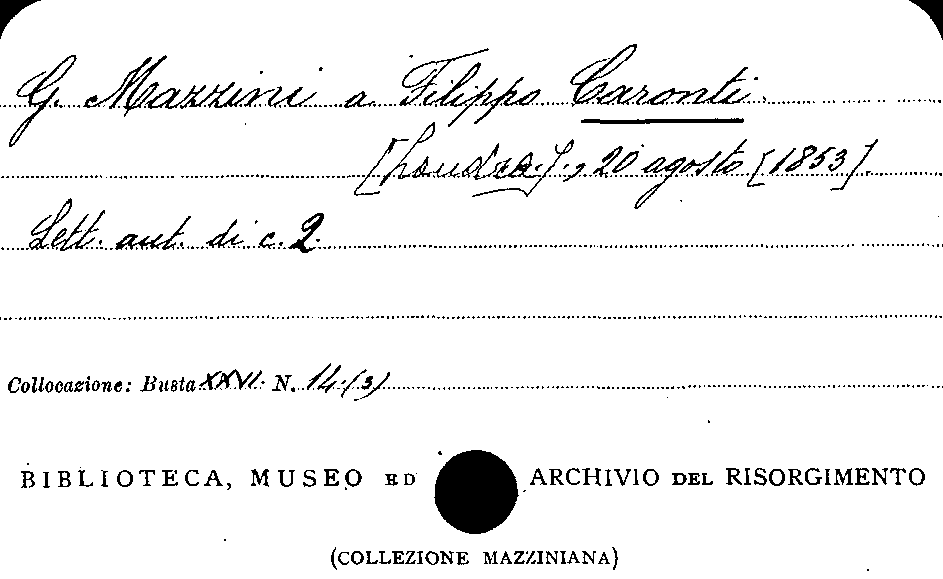 G. Mazzini a Filippo Caronti.
[Londra.], 20 agosto [1853].
Lett. aut. di c. 2.
Collocazione: Busta XXVI. N. 14.(3)
BIBLIOTECA, MUSEO ED ARCHIVIO DEL RISORGIMENTO
(COLLEZIONE MAZZINIANA)